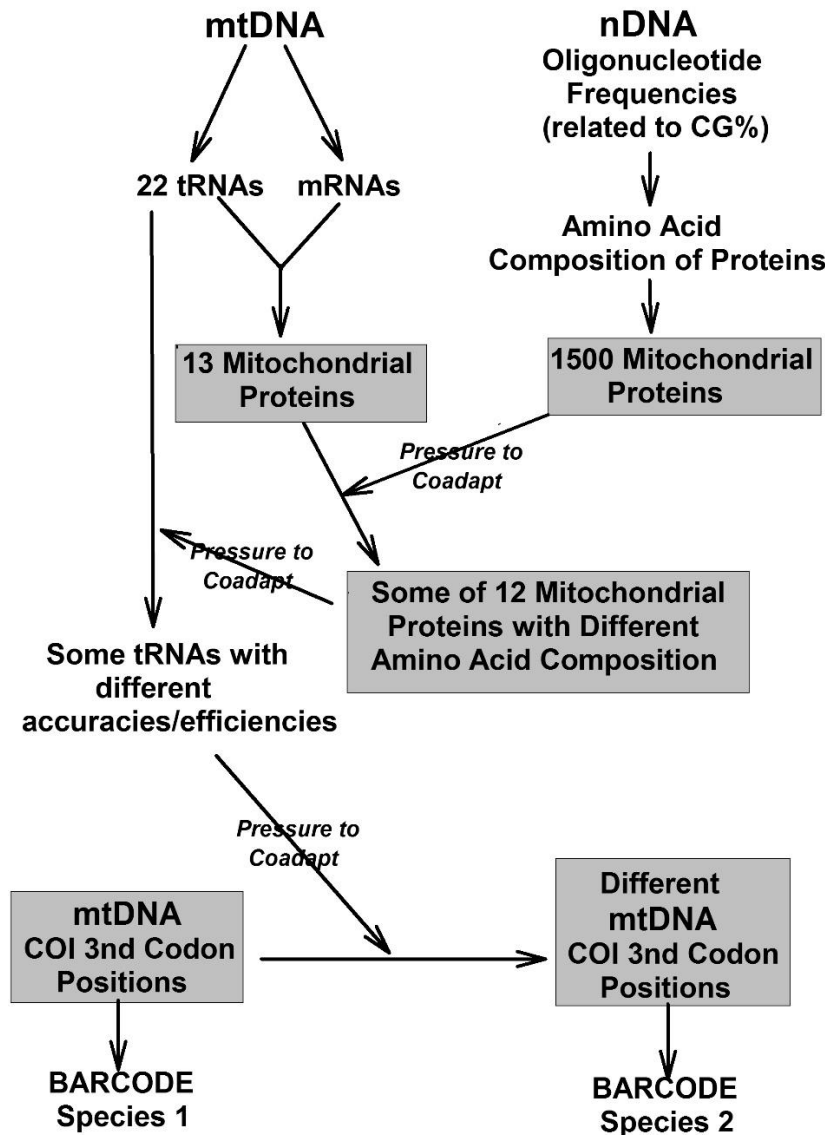 mtDNA
nDNA
Oligonucleotide
Frequencies
(related to CG%)
22 tRNAs
mRNAs
Amino Acid
Composition of Proteins
13 Mitochondrial
Proteins
1500 Mitochondrial
Proteins
Pressure to
Coadapt
Pressure to
Coadapt
Some of 12 Mitochondrial
Proteins with Different
Amino Acid Composition
Some tRNAs with
different
accuracies/efficiencies
Pressure to
Coadapt
mtDNA
COI 3nd Codon
Positions
Different
mtDNA
COI 3nd Codon
Positions
BARCODE
Species 1
BARCODE
Species 2